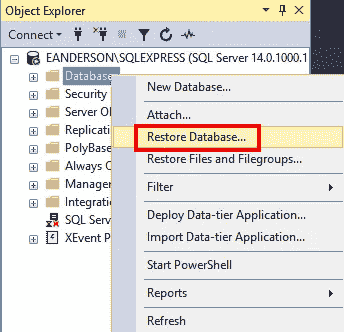 Object Explorer
Connect
EANDERSON\SQLEXPRESS (SQL Server 14.0.1000.1
Databases
New Database...
Security
Attach...
Server O
Replicati
Restore Database...
PolyBase
Restore Files and Filegroups...
Always O
Filter
Manager
Integratio
Deploy Data-tier Application...
SQL Serv
Import Data-tier Application...
XEvent P
Start PowerShell
Reports
Refresh